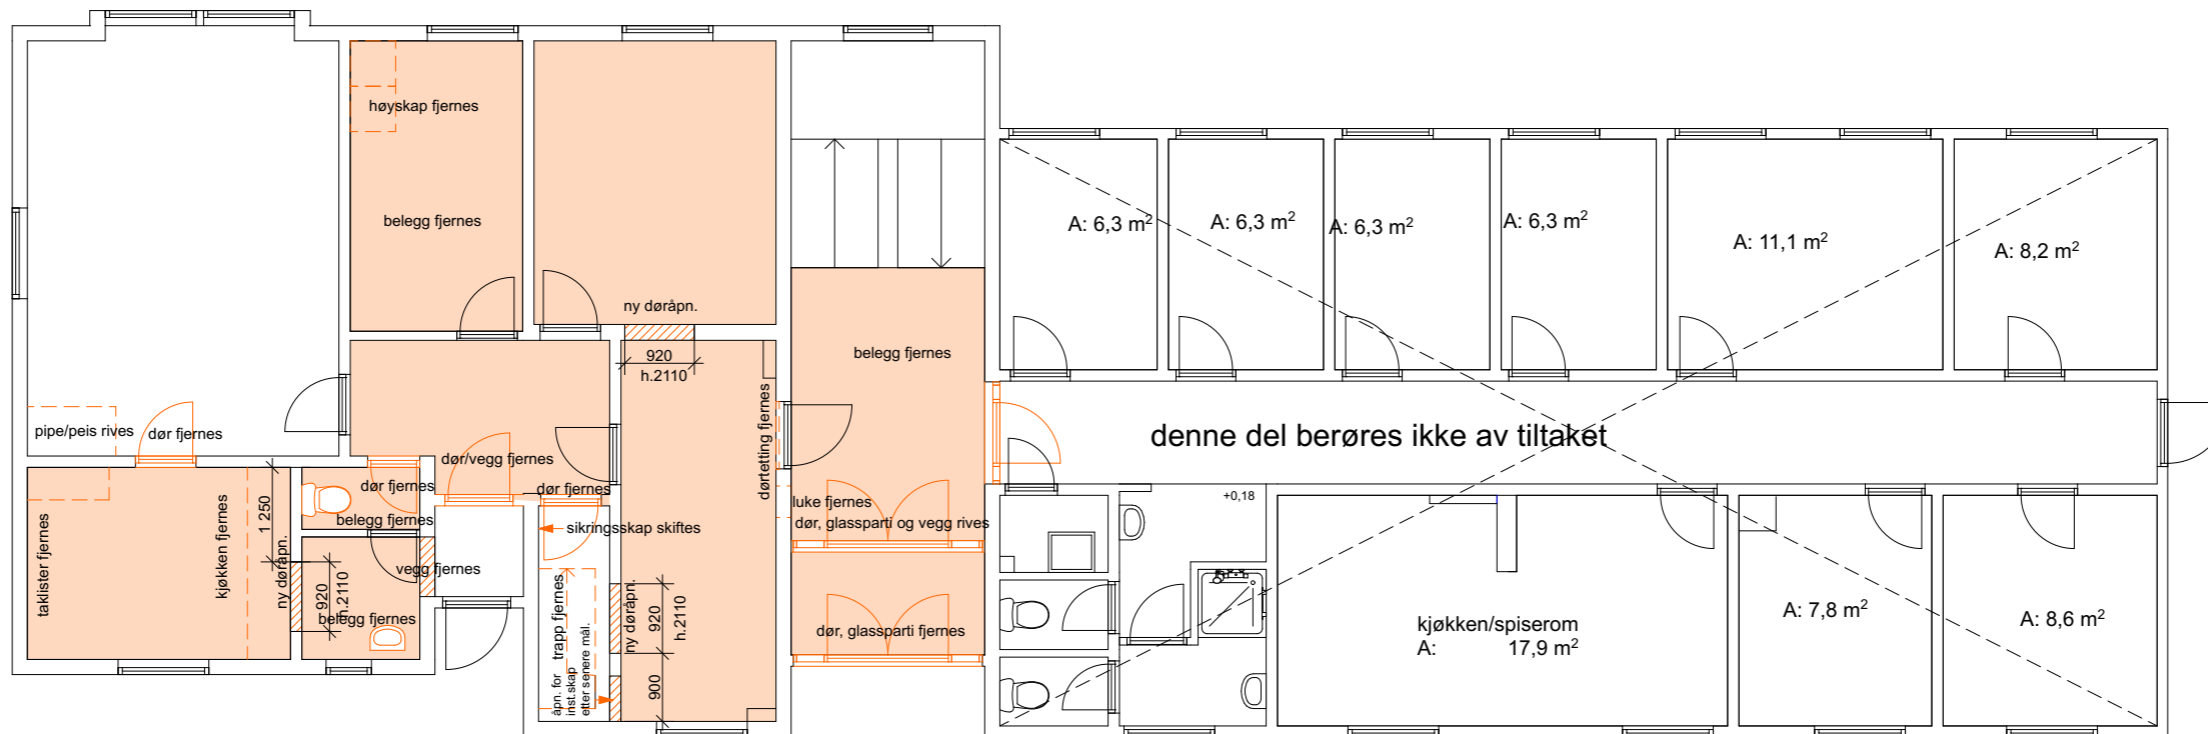 høyskap fjernes
belegg fjernes
ny døråpn.
920
h.2110
pipe/peis rives
dør fjernes
taklister fjernes
kjøkken fjernes
1 250
ny døråpn.
920
h.2110
dør fjernes
belegg fjernes
belegg fjernes
vegg fjernes
dør/vegg fjernes
dør fjernes
sikringsskap skiftes
trapp fjernes
åpn. for
inst.skap
etter senere mål.
ny døråpn.
920
h.2110
900
dørtetting fjernes
belegg fjernes
luke fjernes
dør, glassparti og vegg rives
dør, glassparti fjernes
A: 6,3 m²
A: 6,3 m²
A: 6,3 m²
A: 6,3 m²
A: 11,1 m²
A: 8,2 m²
denne del berøres ikke av tiltaket
+0,18
kjøkken/spiserom
A: 17,9 m²
A: 7,8 m²
A: 8,6 m²